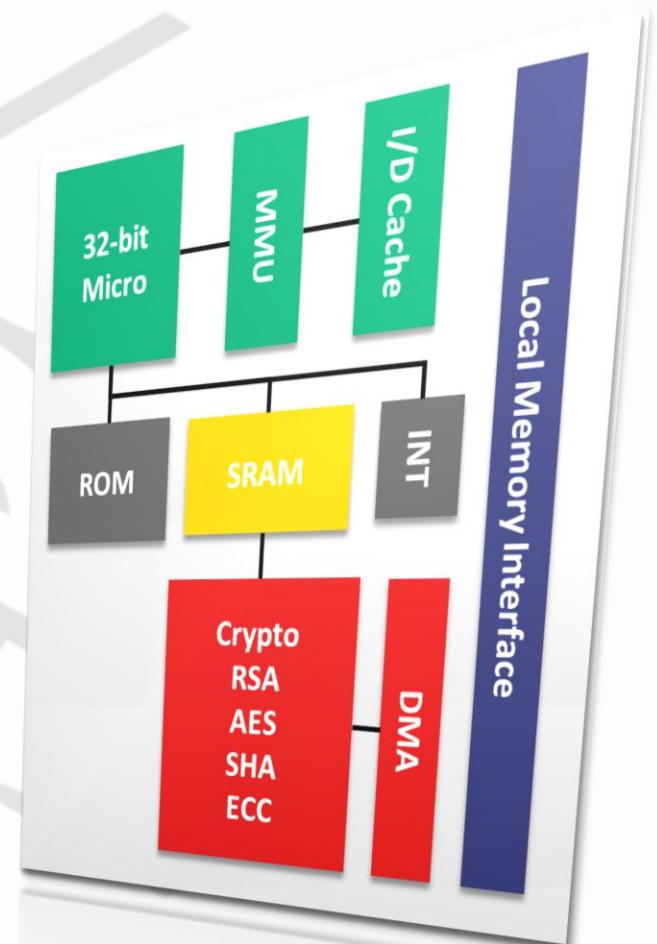 32-bit
Micro
MMU
I/D Cache
ROM
SRAM
INT
Crypto
RSA
AES
SHA
ECC
DMA
Local Memory Interface